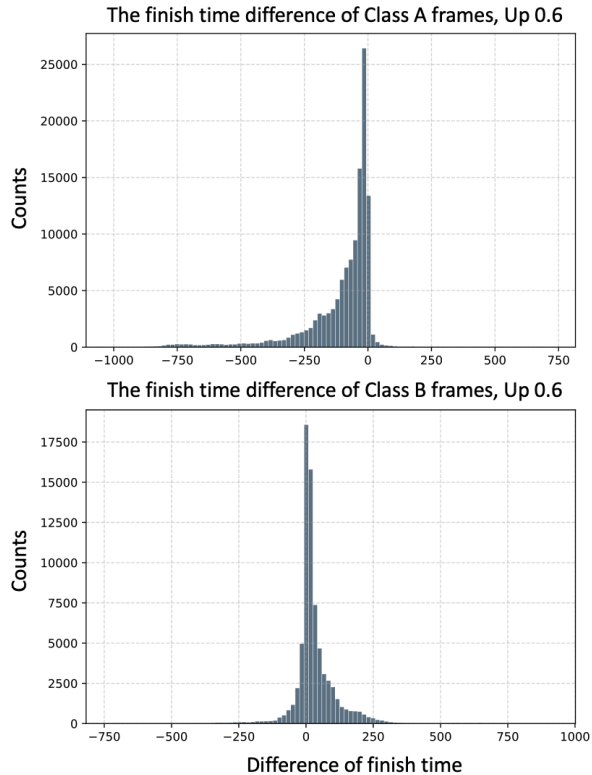 The finish time difference of Class A frames, Up 0.6
25000
20000
15000
10000
5000
0
Counts
−1000 −750 −500 −250 0 250 500 750
The finish time difference of Class B frames, Up 0.6
17500
15000
12500
10000
7500
5000
2500
0
Counts
−750 −500 −250 0 250 500 750 1000
Difference of finish time